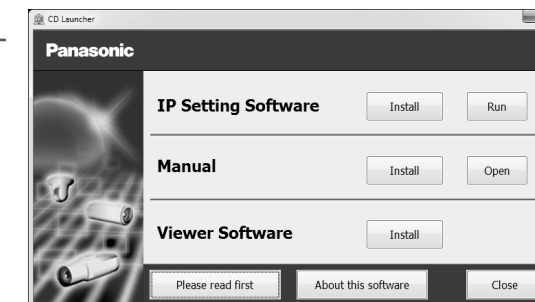 CD Launcher
Panasonic
IP Setting Software Install Run
Manual Install Open
Viewer Software Install
Please read first About this software Close